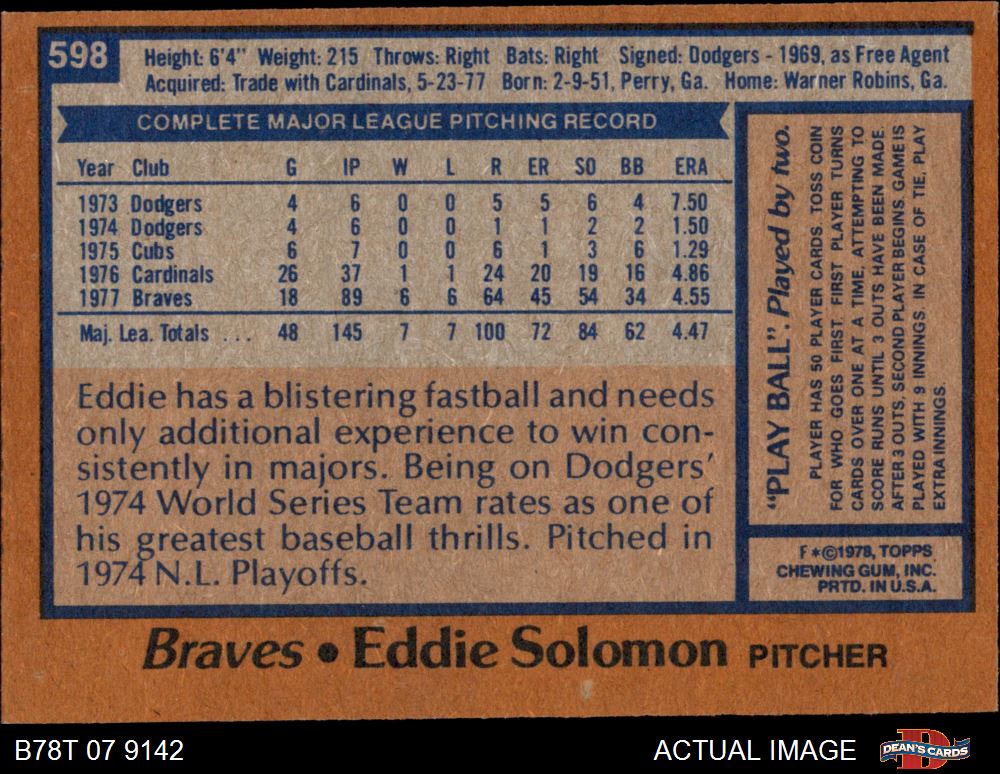 598
Height: 6'4" Weight: 215 Throws: Right Bats: Right Signed: Dodgers - 1969, as Free Agent
Acquired: Trade with Cardinals, 5-23-77 Born: 2-9-51, Perry, Ga. Home: Warner Robins, Ga.
COMPLETE MAJOR LEAGUE PITCHING RECORD
Year Club G IP W L R ER SO BB ERA
1973 Dodgers 4 6 0 0 5 5 6 4 7.50
1974 Dodgers 4 6 0 0 1 1 2 2 1.50
1975 Cubs 6 7 0 0 6 1 3 6 1.29
1976 Cardinals 26 37 1 1 24 20 19 16 4.86
1977 Braves 18 89 6 6 64 45 54 34 4.55
Maj. Lea. Totals ... 48 145 7 7 100 72 84 62 4.47
Eddie has a blistering fastball and needs
only additional experience to win con-
sistently in majors. Being on Dodgers'
1974 World Series Team rates as one of
his greatest baseball thrills. Pitched in
1974 N.L. Playoffs.
"PLAY BALL". Played by two.
PLAYER HAS 50 PLAYER CARDS. TOSS COIN
FOR WHO GOES FIRST. FIRST PLAYER TURNS
CARDS OVER ONE AT A TIME, ATTEMPTING TO
SCORE RUNS UNTIL 3 OUTS HAVE BEEN MADE.
AFTER 3 OUTS, SECOND PLAYER BEGINS. GAME IS
PLAYED WITH 9 INNINGS. IN CASE OF TIE, PLAY
EXTRA INNINGS.
F*©1978, TOPPS
CHEWING GUM, INC.
PRTD. IN U.S.A.
Braves • Eddie Solomon PITCHER
B78T 07 9142
ACTUAL IMAGE
DEAN'S CARDS